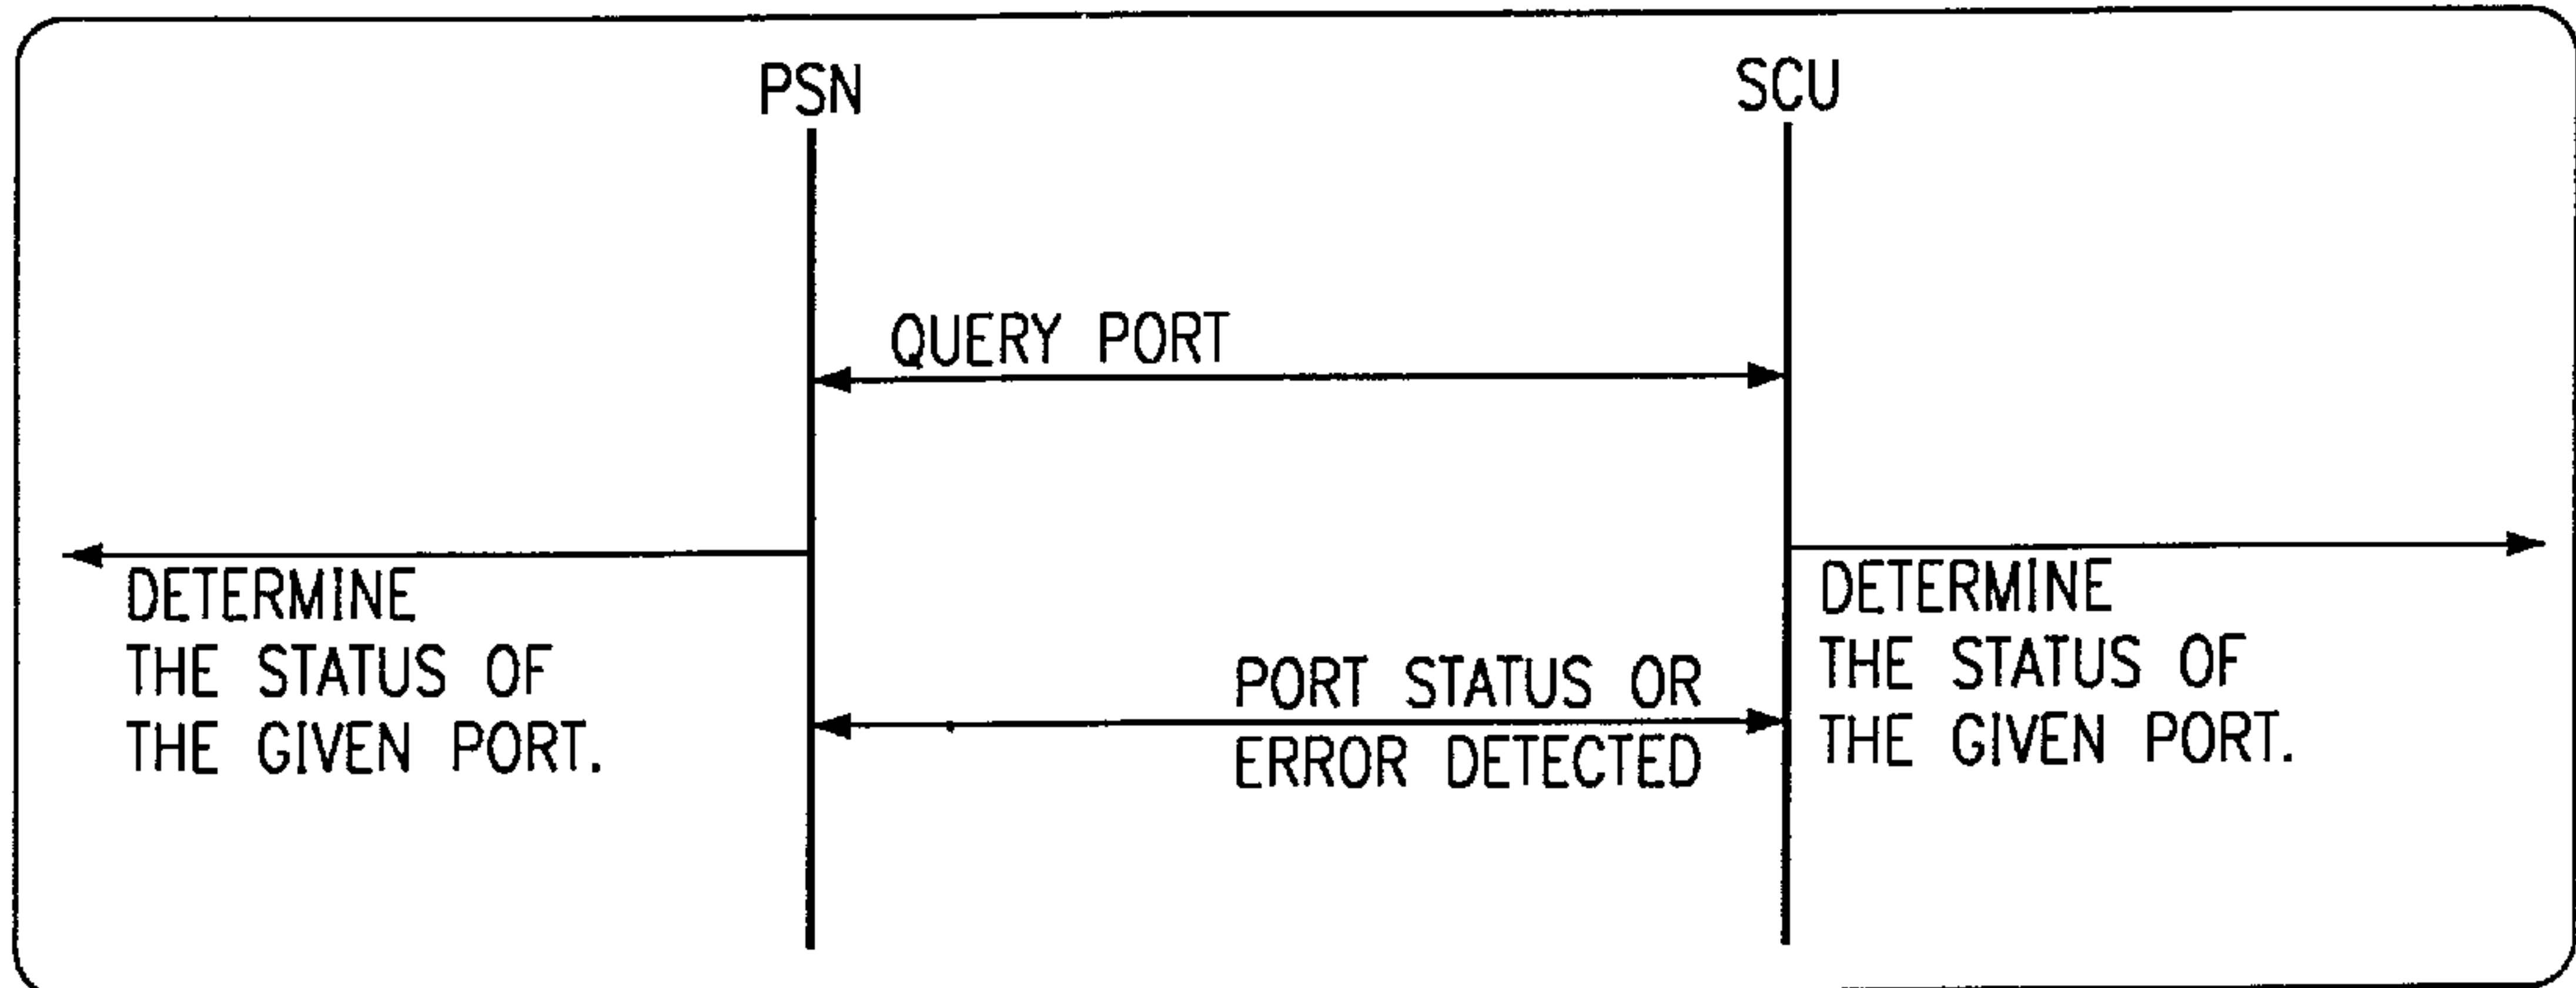 PSN
SCU
QUERY PORT
DETERMINE
THE STATUS OF
THE GIVEN PORT.
PORT STATUS OR
ERROR DETECTED
DETERMINE
THE STATUS OF
THE GIVEN PORT.